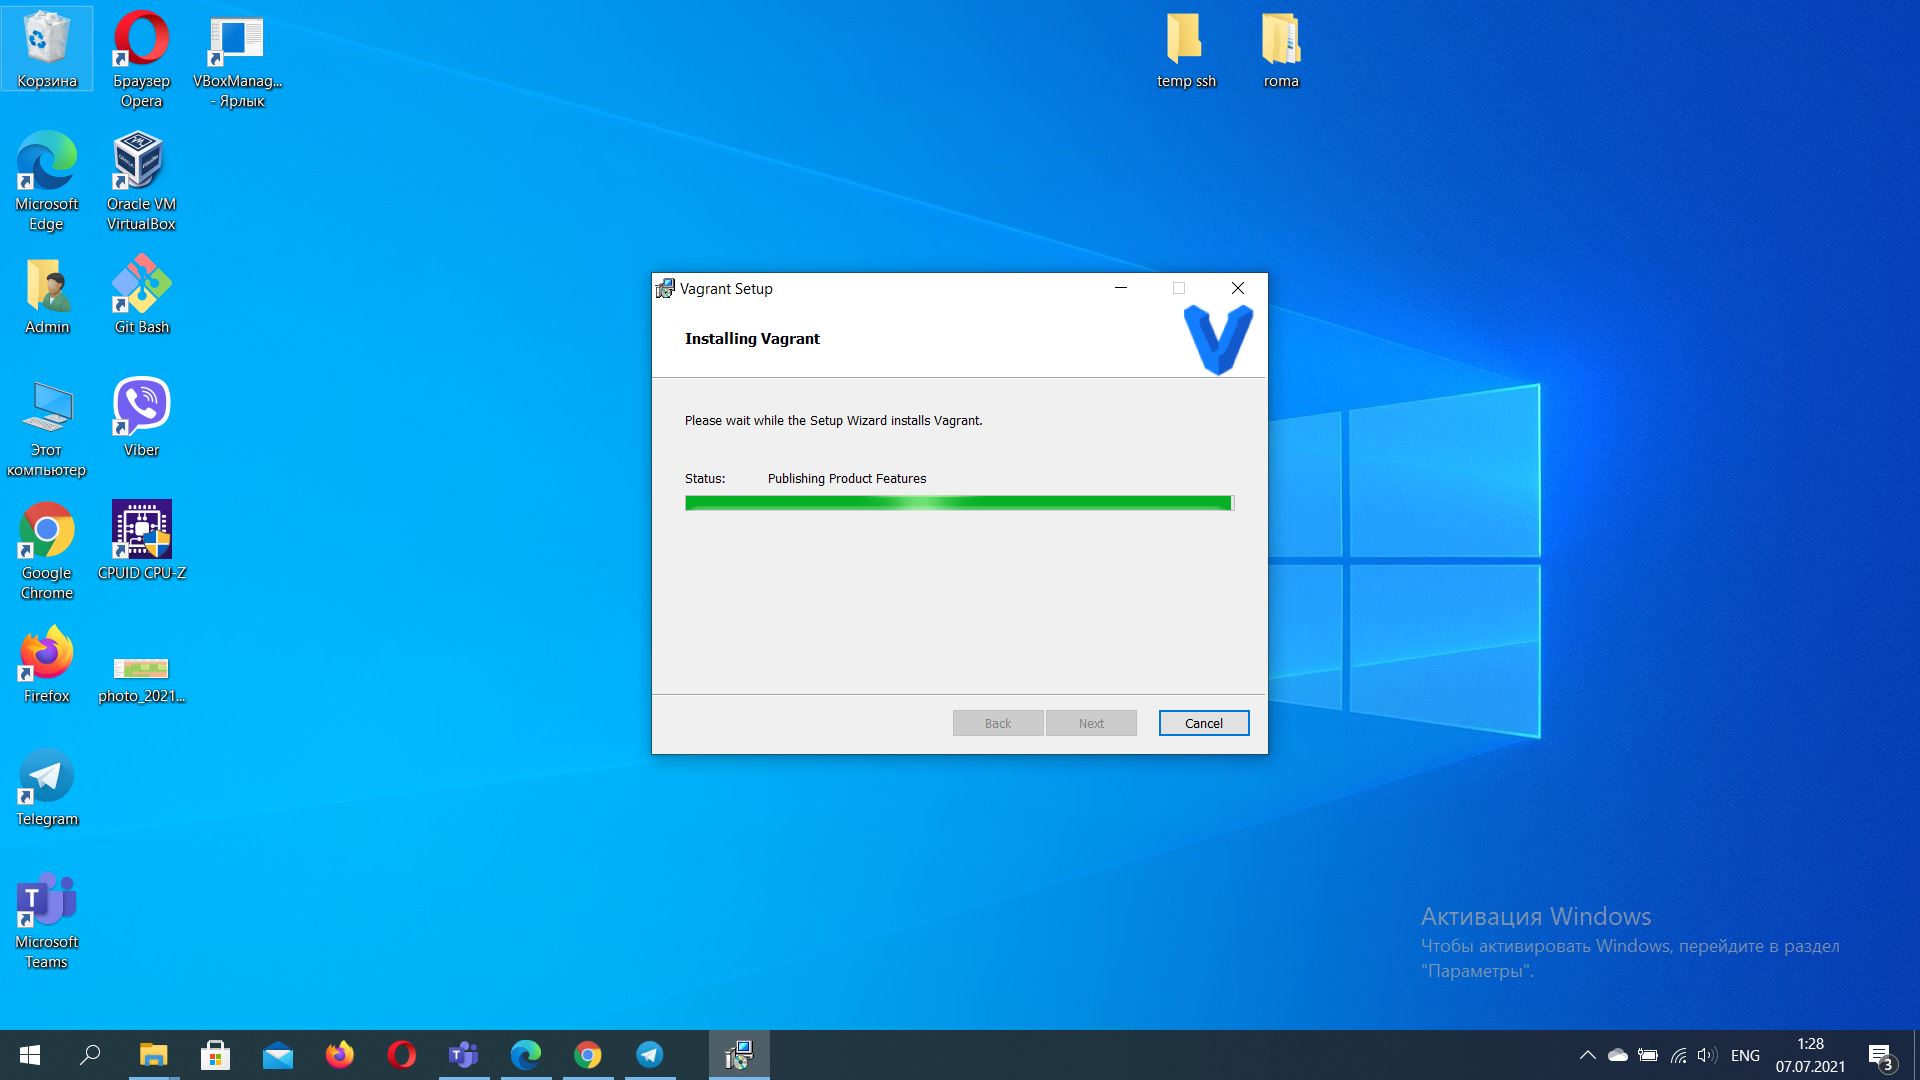 Корзина
Браузер
Opera
VBoxManag...
- Ярлык
temp ssh
roma
Microsoft
Edge
Oracle VM
VirtualBox
Admin
Git Bash
Этот
компьютер
Viber
Google
Chrome
CPUID CPU-Z
Firefox
photo_2021...
Telegram
Microsoft
Teams
Vagrant Setup
Installing Vagrant
Please wait while the Setup Wizard installs Vagrant.
Status: Publishing Product Features
Back Next Cancel
Активация Windows
Чтобы активировать Windows, перейдите в раздел
"Параметры".
ENG
1:28
07.07.2021
3